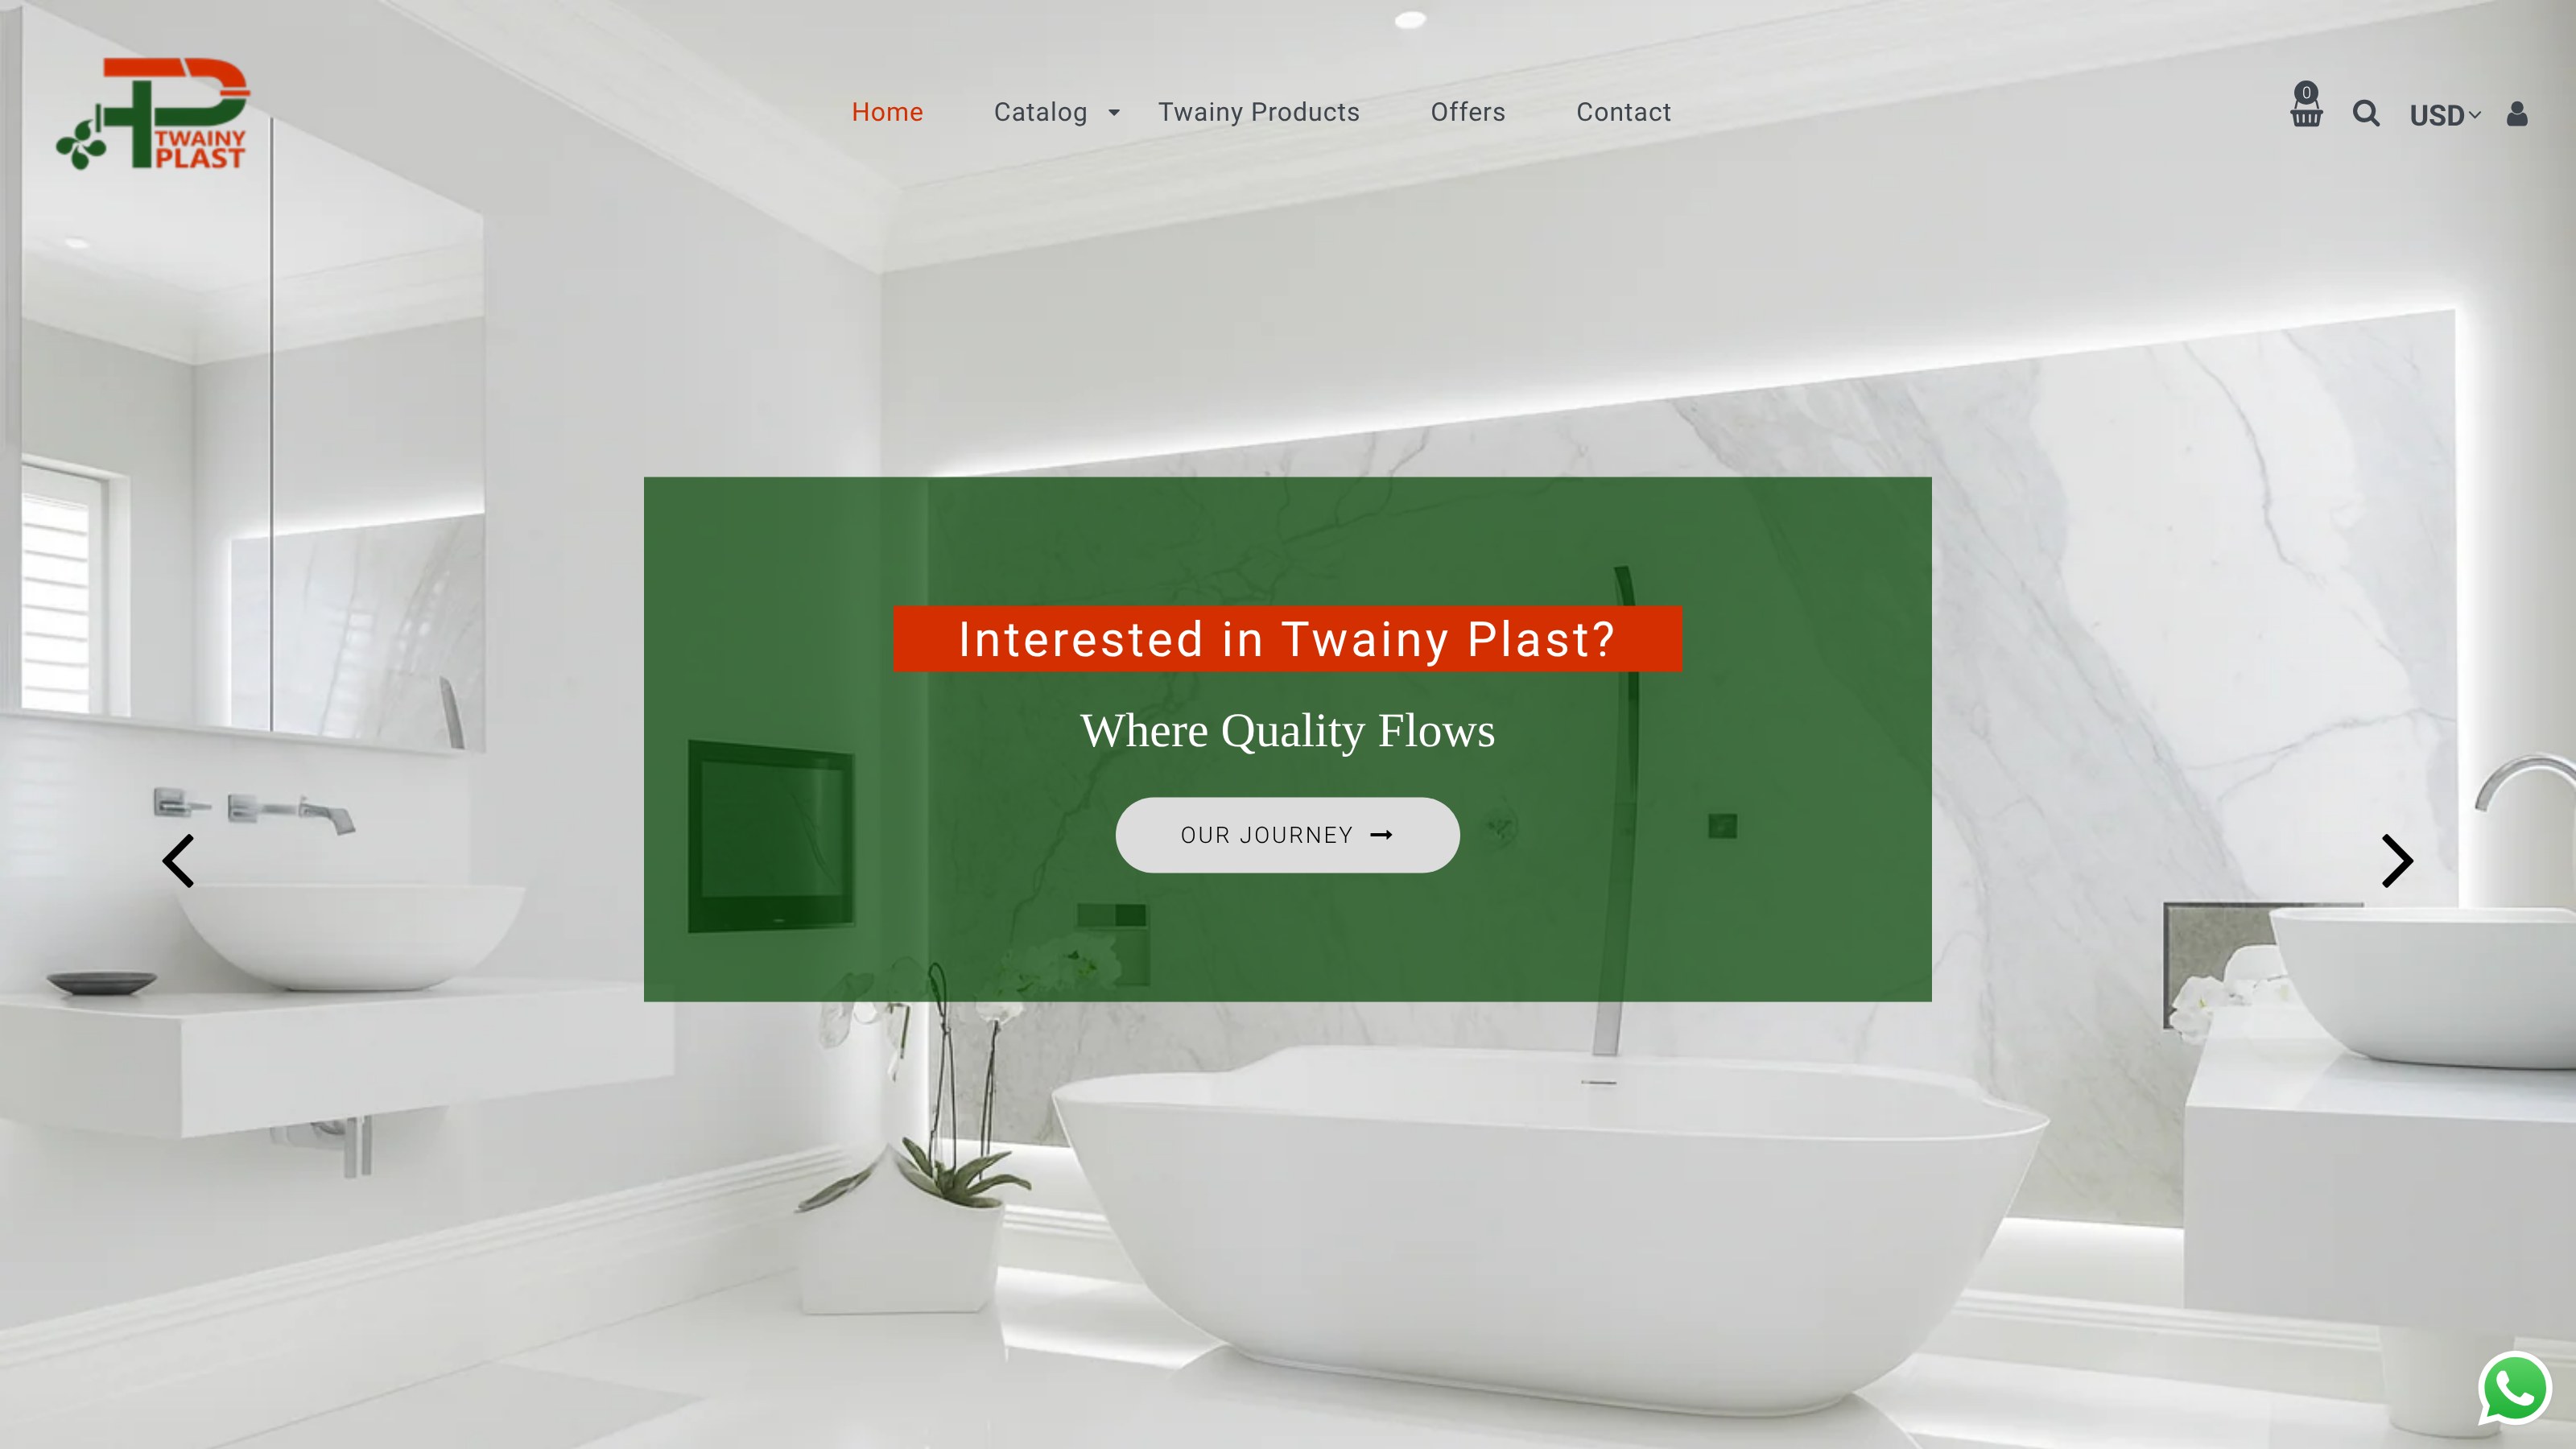 TWAINY
PLAST
Home
Catalog
Twainy Products
Offers
Contact
0
USD
Interested in Twainy Plast?
Where Quality Flows
OUR JOURNEY